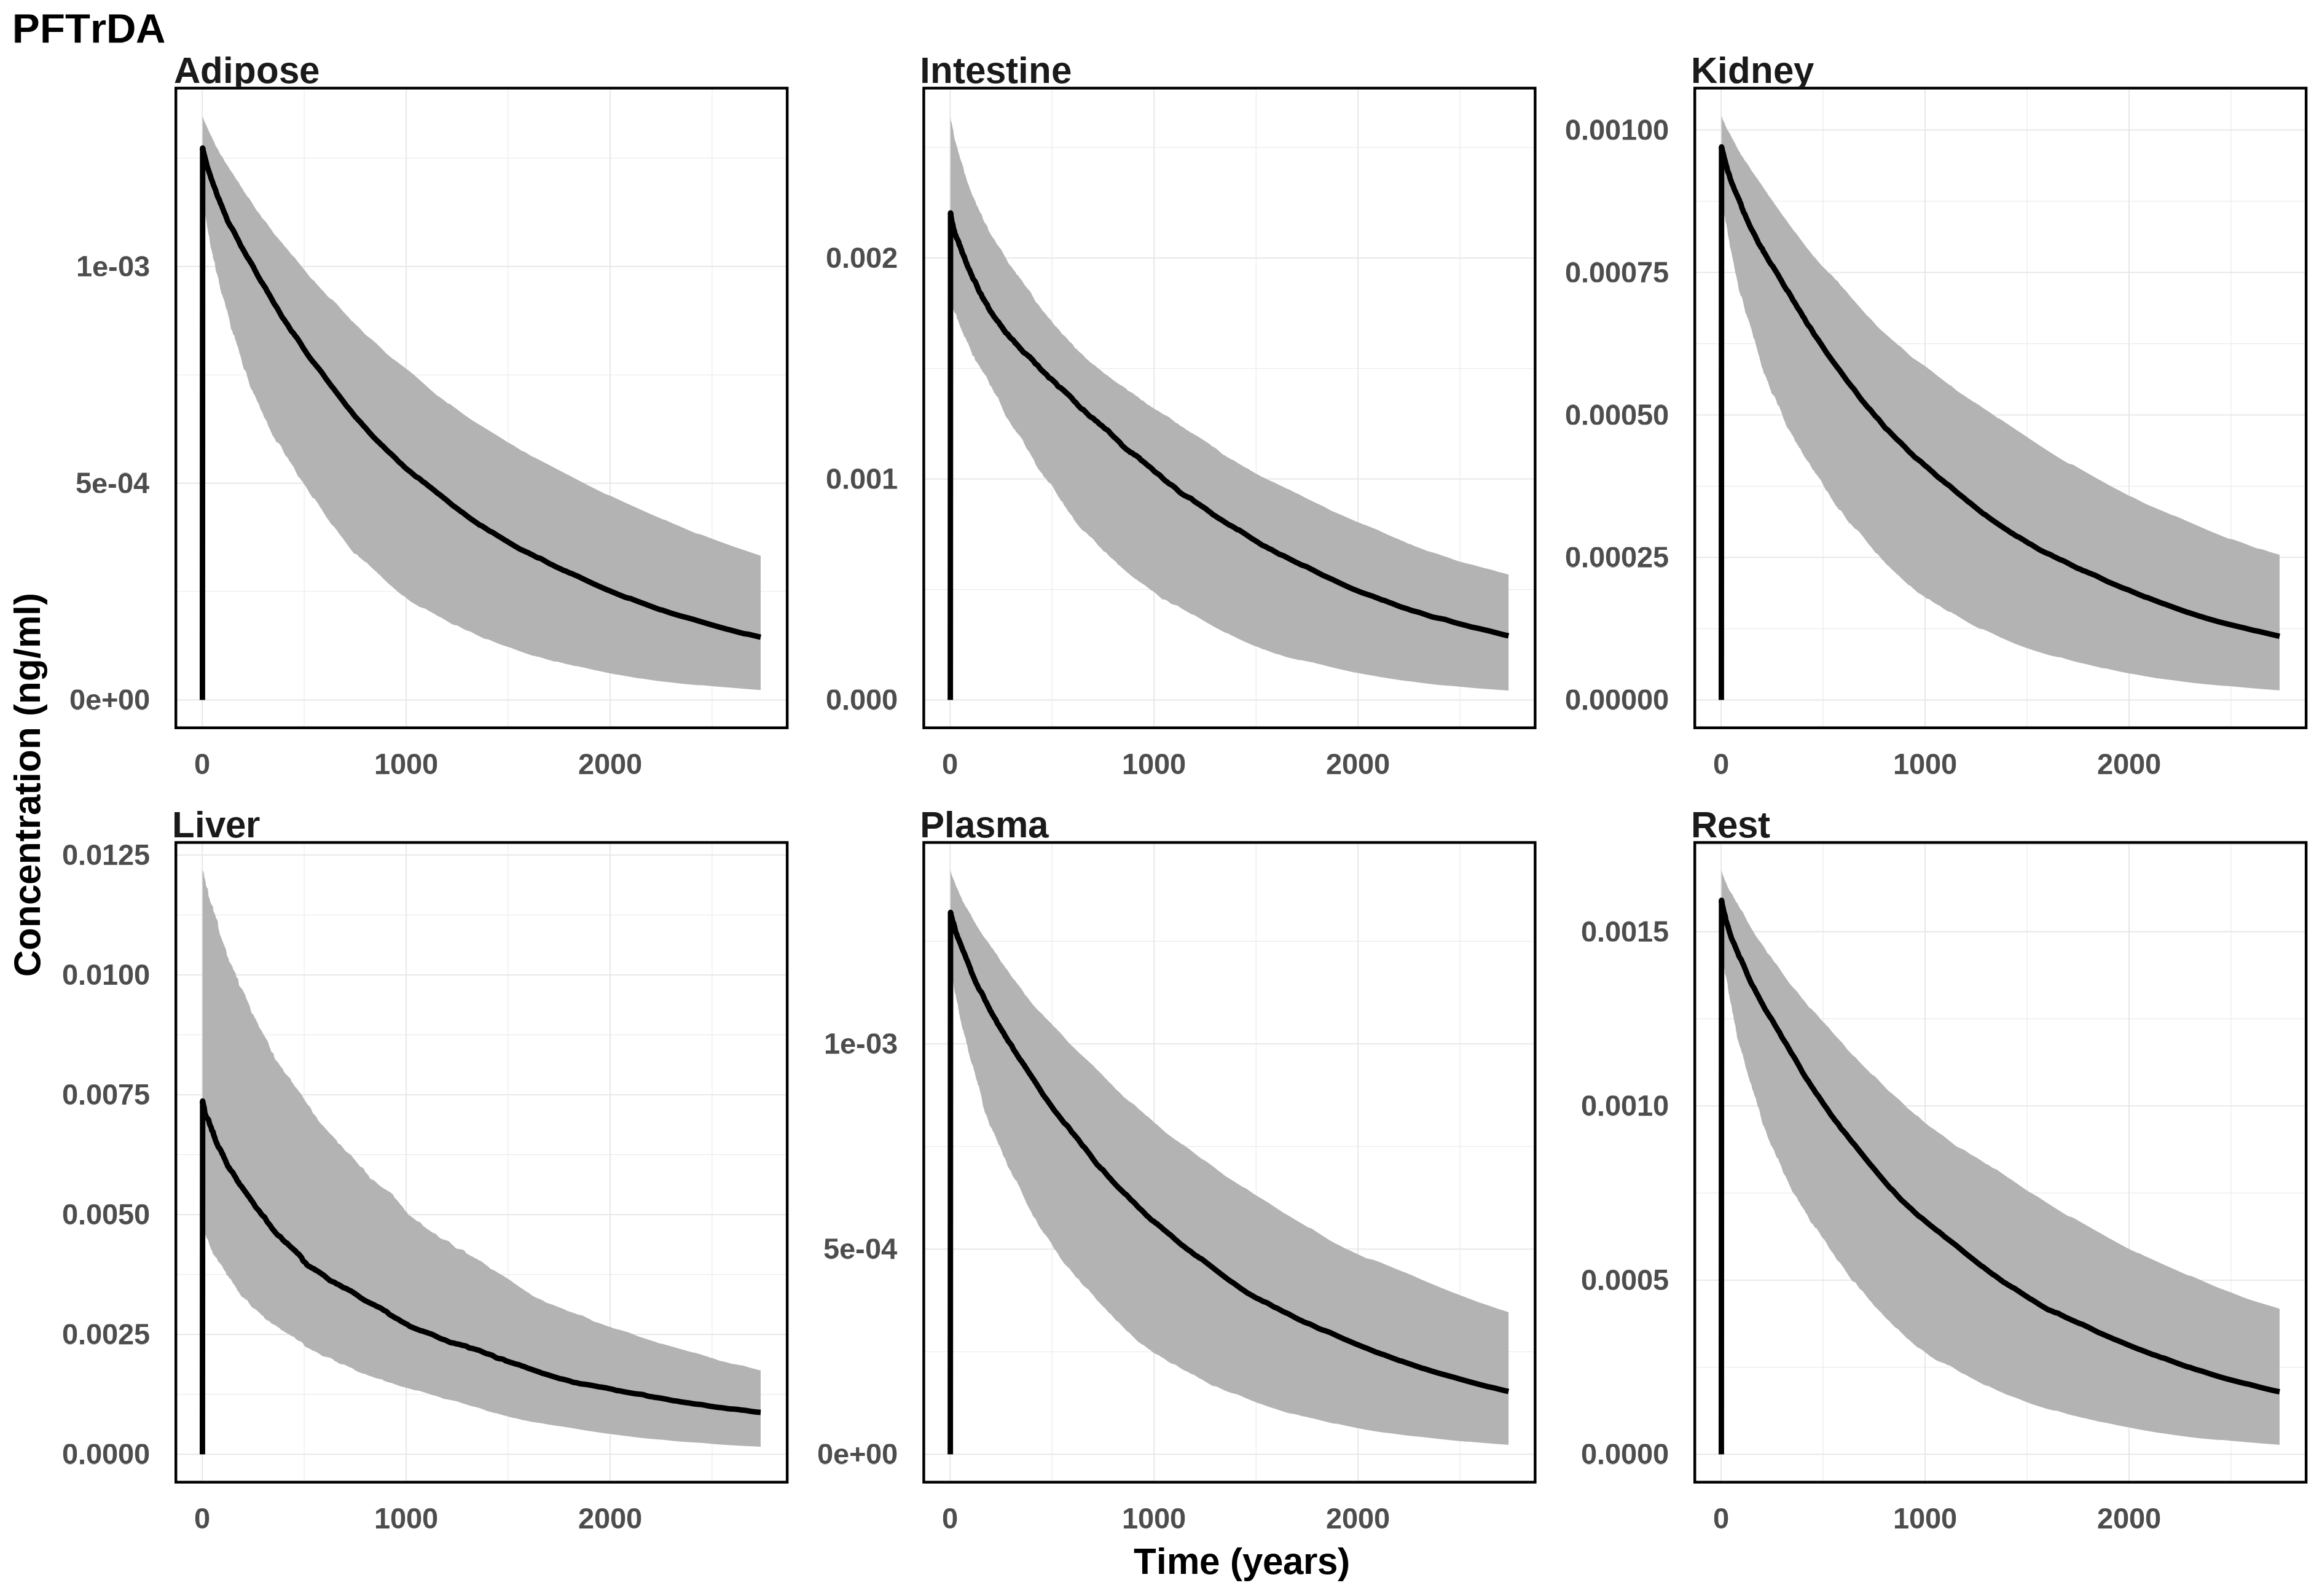 PFTrDA
Adipose Intestine Kidney
1e-03
5e-04
0e+00
0.002
0.001
0.000
0.00100
0.00075
0.00050
0.00025
0.00000
0 1000 2000 0 1000 2000 0 1000 2000
Concentration (ng/ml)
Liver Plasma Rest
0.0125
0.0100
0.0075
0.0050
0.0025
0.0000
1e-03
5e-04
0e+00
0.0015
0.0010
0.0005
0.0000
0 1000 2000 0 1000 2000 0 1000 2000
Time (years)